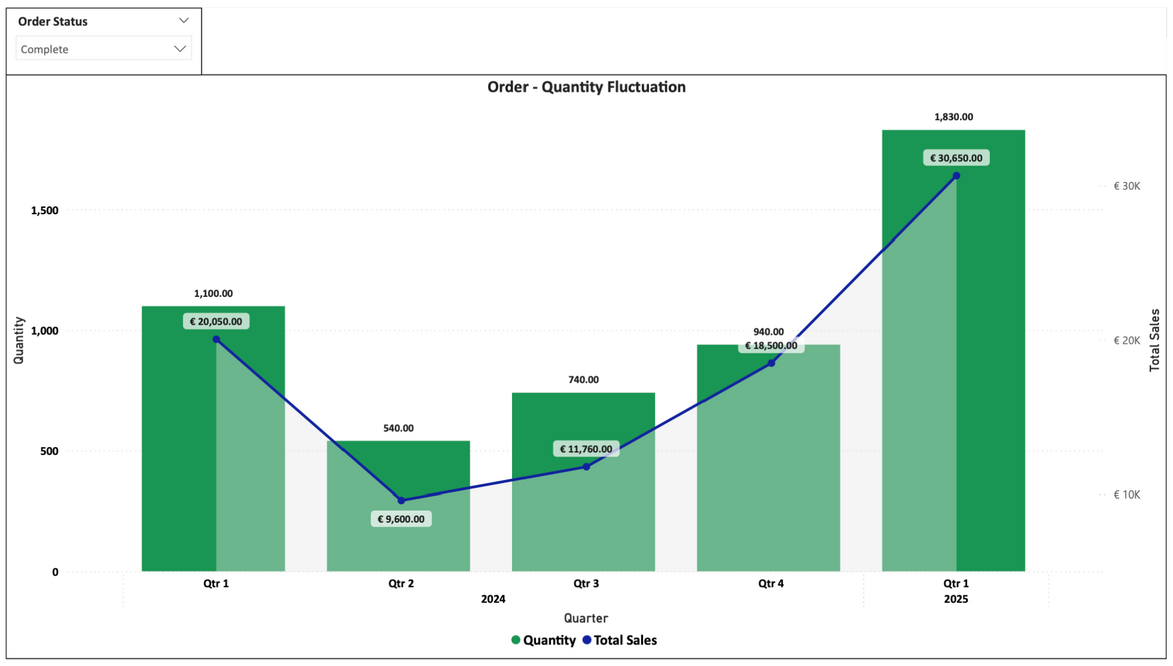 Order Status
Complete
Order - Quantity Fluctuation
1,830.00
€ 30,650.00
€ 30K
1,500
1,100.00
€ 20,050.00
1,000
940.00
€ 18,500.00
€ 20K
Quantity
Total Sales
740.00
540.00
€ 11,760.00
500
€ 9,600.00
€ 10K
0
Qtr 1 Qtr 2 Qtr 3 Qtr 4 Qtr 1
2024 2025
Quarter
Quantity Total Sales